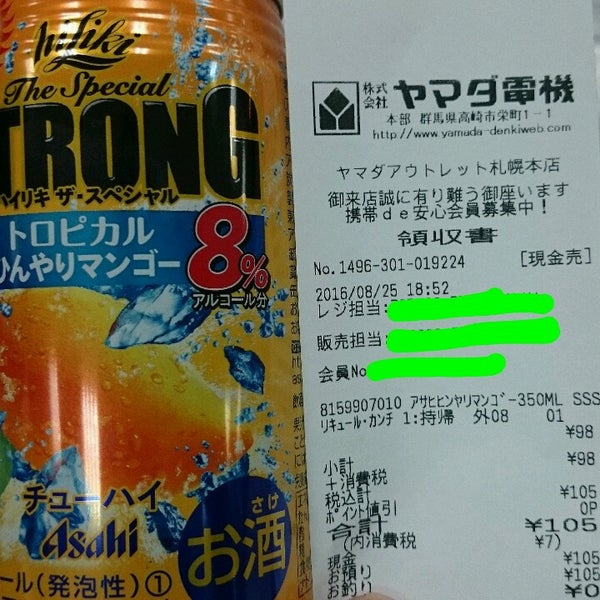 HiLiki
The Special
TRONG
ハイリキ ザ・スペシャル
トロピカル
ひんやりマンゴー
8%
アルコール分
チューハイ
Asahi
さけ
お酒
ール(発泡性)①
株式会社 ヤマダ電機
本部 群馬県高崎市栄町1-1
http://www.yamada-denkiweb.com
ヤマダアウトレット札幌本店
御来店誠に有り難う御座います
携帯de安心会員募集中!
領収書
No.1496-301-019224 [現金売]
2016/08/25 18:52
レジ担当:
販売担当:
会員No
8159907010 アサヒヒンヤリマンゴ-350ML SSS
リキュール・カンチ 1:持帰 外08 01
¥98
小計 ¥98
+消費税
税込計 ¥105
ポイント値引 0P
合計 ¥105
(内消費税 ¥7)
現金 ¥105
お預り ¥105
お釣り ¥0